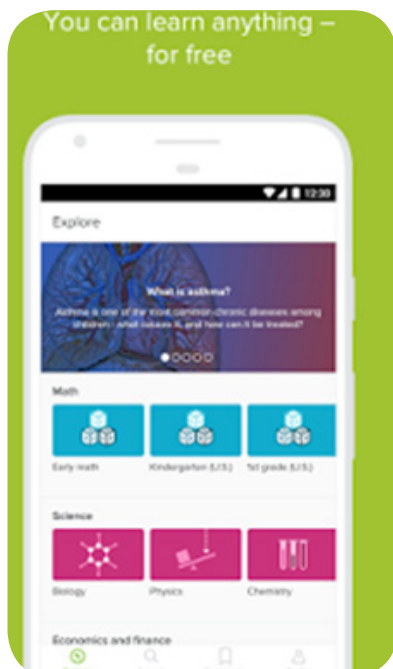 You can learn anything –
for free
12:30
Explore
What is asthma?
Asthma is one of the most common chronic diseases among
children - what causes it, and how can it be treated?
Math
Early math
Kindergarten (U.S.)
1st grade (U.S.)
Science
Biology
Physics
Chemistry
Economics and finance